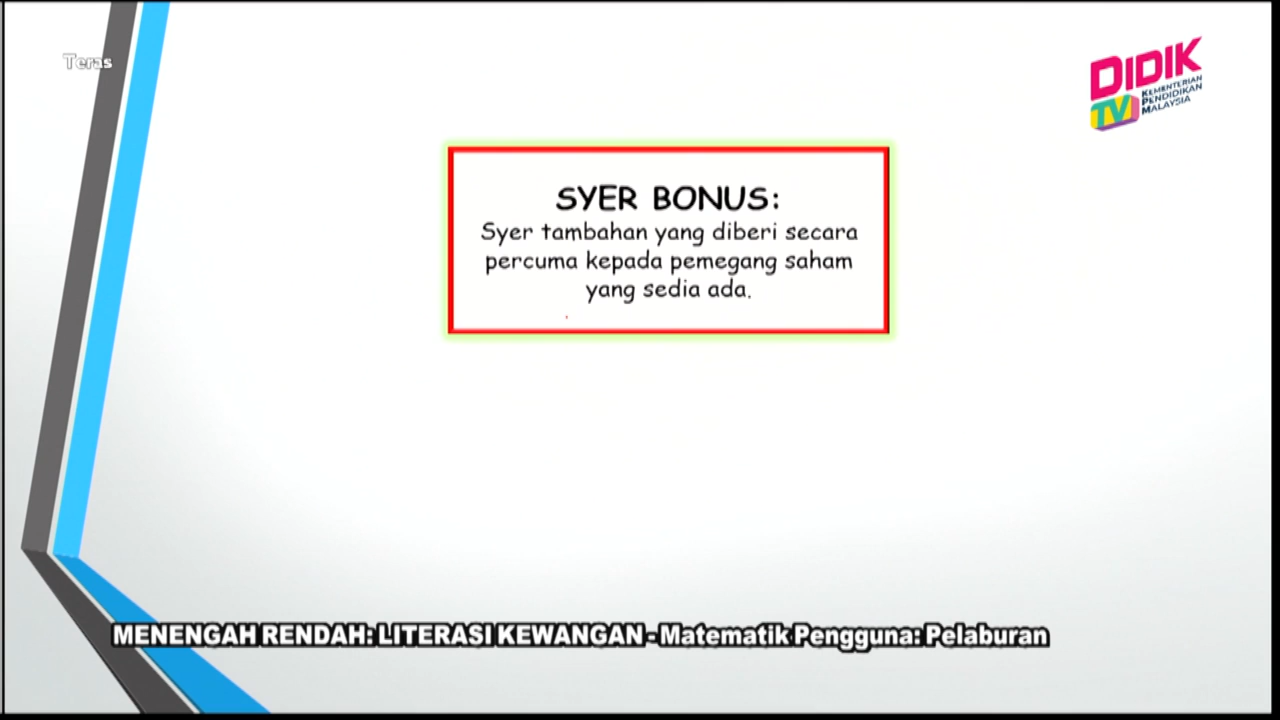 Teras
DIDIK
TV
KEMENTERIAN
PENDIDIKAN
MALAYSIA
SYER BONUS:
Syer tambahan yang diberi secara
percuma kepada pemegang saham
yang sedia ada.
MENENGAH RENDAH: LITERASI KEWANGAN - Matematik Pengguna: Pelaburan